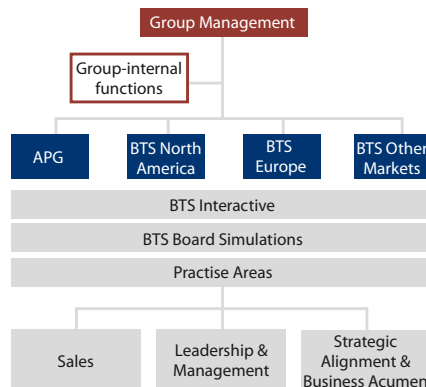 Group Management
Group-internal
functions
APG
BTS North
America
BTS
Europe
BTS Other
Markets
BTS Interactive
BTS Board Simulations
Practise Areas
Sales
Leadership &
Management
Strategic
Alignment &
Business Acumen